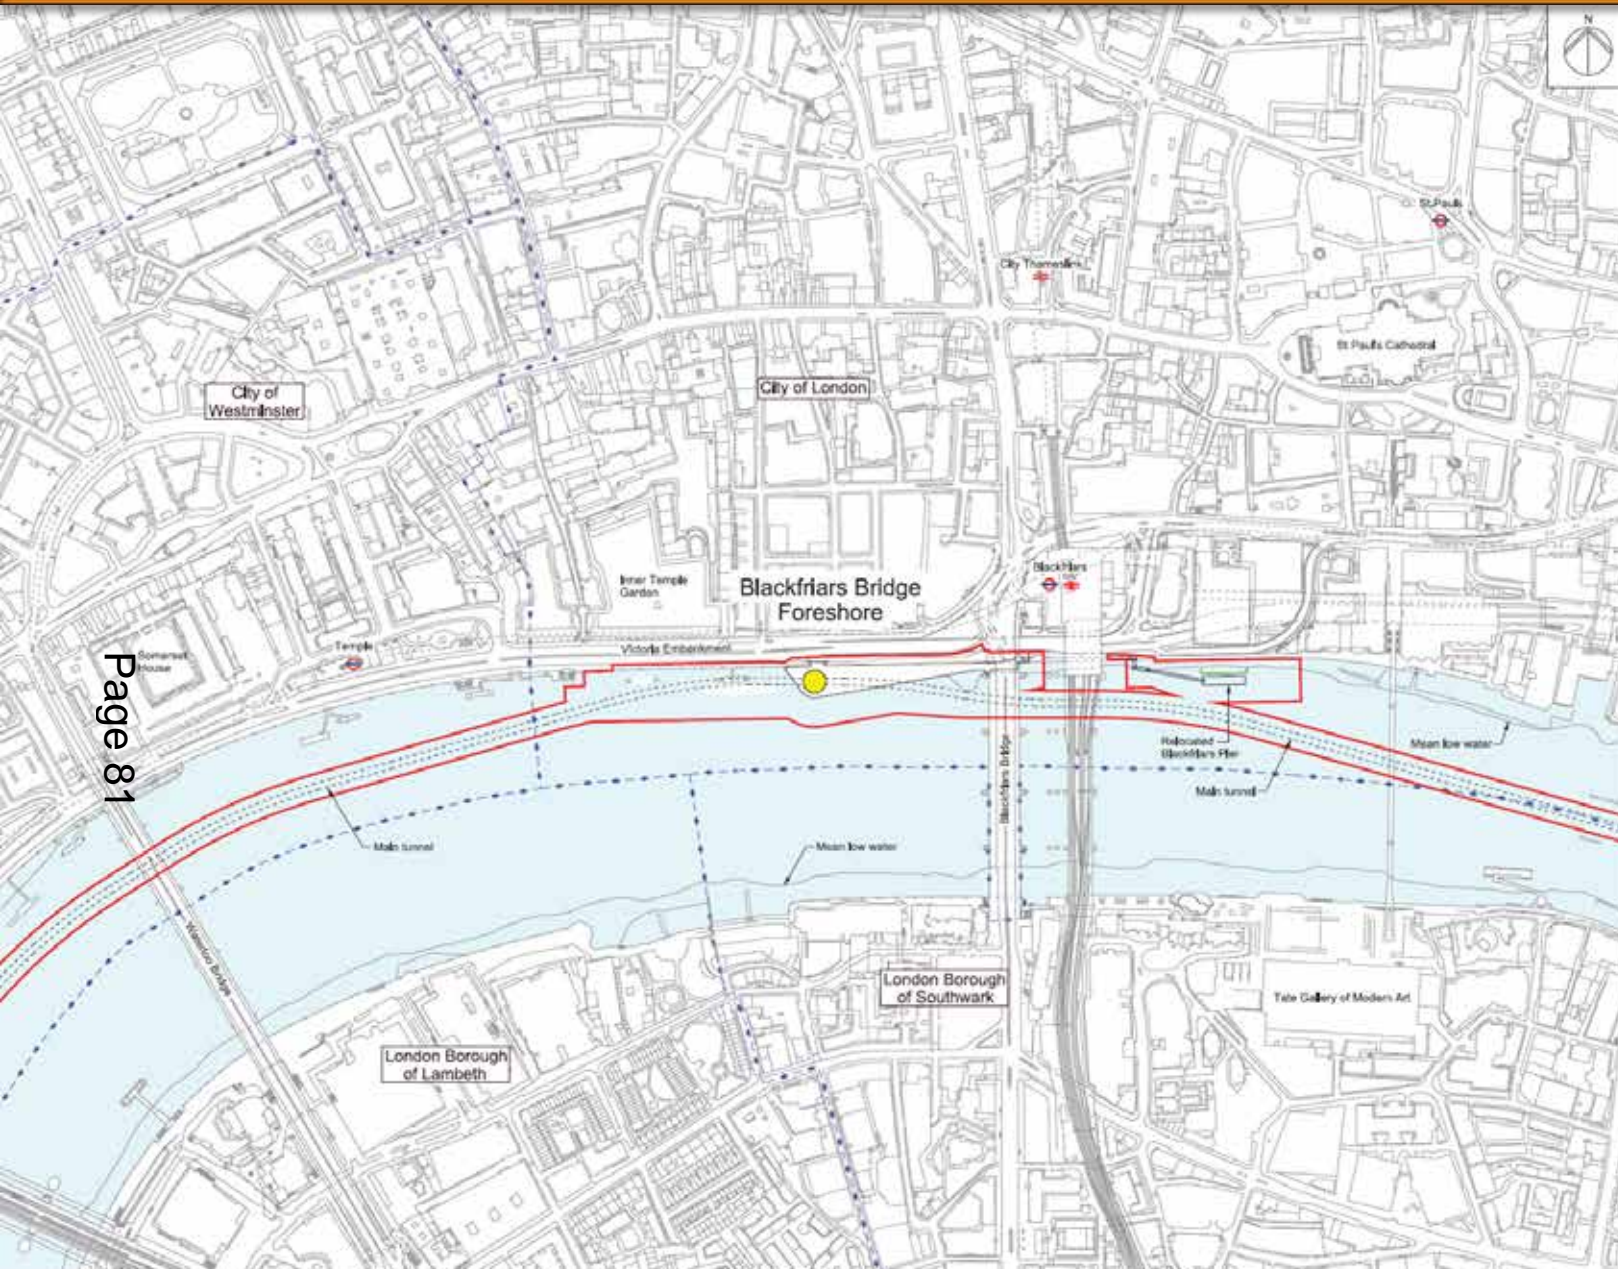 N
St.Pauls
City Thameslink
St Paul's Cathedral
City of
Westminster
City of London
Blackfriars
Inner Temple
Garden
Blackfriars Bridge
Foreshore
Temple
Victoria Embankment
Somerset
House
Page 81
Relocated
Blackfriars Pier
Mean low water
Blackfriars Bridge
Main tunnel
Main tunnel
Mean low water
Waterloo Bridge
London Borough
of Southwark
Tate Gallery of Modern Art
London Borough
of Lambeth